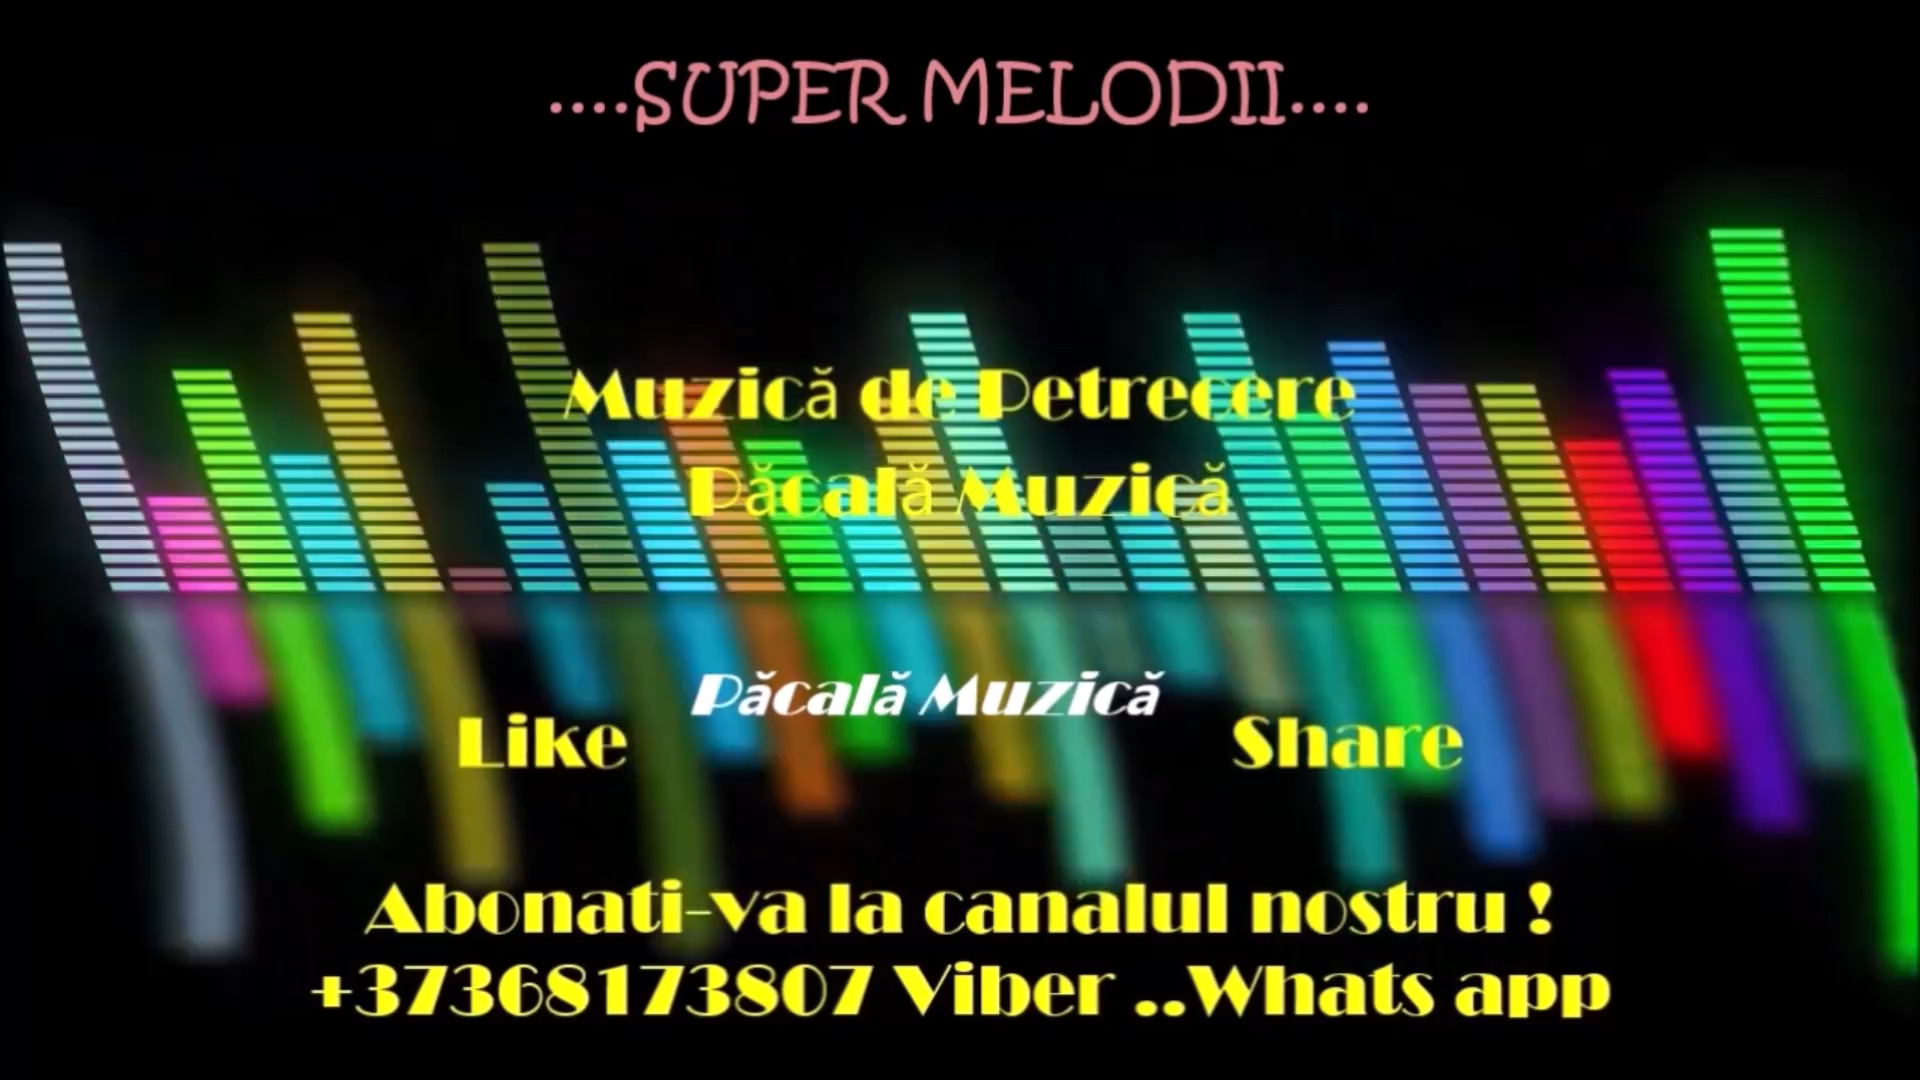 ....SUPER MELODII....
Muzică de Petrecere
Păcală Muzică
Păcală Muzică
Like Share
Abonati-va la canalul nostru !
+37368173807 Viber ..Whats app